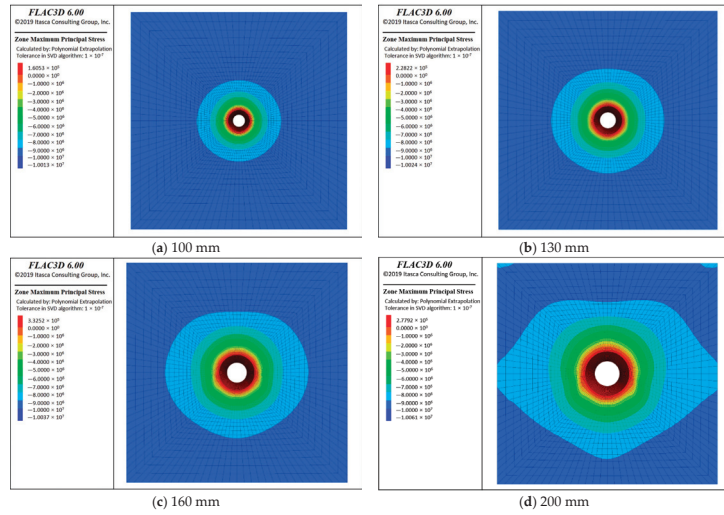 FLAC3D 6.00
©2019 Itasca Consulting Group, Inc.
Zone Maximum Principal Stress
Calculated by: Polynomial Extrapolation
Tolerance in SVD algorithm: 1 × 10⁻⁷
1.6053 × 10⁵
0.0000 × 10⁰
−1.0000 × 10⁶
−2.0000 × 10⁶
−3.0000 × 10⁶
−4.0000 × 10⁶
−5.0000 × 10⁶
−6.0000 × 10⁶
−7.0000 × 10⁶
−8.0000 × 10⁶
−9.0000 × 10⁶
−1.0000 × 10⁷
−1.0013 × 10⁷
(a) 100 mm
FLAC3D 6.00
©2019 Itasca Consulting Group, Inc.
Zone Maximum Principal Stress
Calculated by: Polynomial Extrapolation
Tolerance in SVD algorithm: 1 × 10⁻⁷
2.2822 × 10⁵
0.0000 × 10⁰
−1.0000 × 10⁶
−2.0000 × 10⁶
−3.0000 × 10⁶
−4.0000 × 10⁶
−5.0000 × 10⁶
−6.0000 × 10⁶
−7.0000 × 10⁶
−8.0000 × 10⁶
−9.0000 × 10⁶
−1.0000 × 10⁷
−1.0024 × 10⁷
(b) 130 mm
FLAC3D 6.00
©2019 Itasca Consulting Group, Inc.
Zone Maximum Principal Stress
Calculated by: Polynomial Extrapolation
Tolerance in SVD algorithm: 1 × 10⁻⁷
3.3252 × 10⁵
0.0000 × 10⁰
−1.0000 × 10⁶
−2.0000 × 10⁶
−3.0000 × 10⁶
−4.0000 × 10⁶
−5.0000 × 10⁶
−6.0000 × 10⁶
−7.0000 × 10⁶
−8.0000 × 10⁶
−9.0000 × 10⁶
−1.0000 × 10⁷
−1.0037 × 10⁷
(c) 160 mm
FLAC3D 6.00
©2019 Itasca Consulting Group, Inc.
Zone Maximum Principal Stress
Calculated by: Polynomial Extrapolation
Tolerance in SVD algorithm: 1 × 10⁻⁷
2.7792 × 10⁵
0.0000 × 10⁰
−1.0000 × 10⁶
−2.0000 × 10⁶
−3.0000 × 10⁶
−4.0000 × 10⁶
−5.0000 × 10⁶
−6.0000 × 10⁶
−7.0000 × 10⁶
−8.0000 × 10⁶
−9.0000 × 10⁶
−1.0000 × 10⁷
−1.0061 × 10⁷
(d) 200 mm